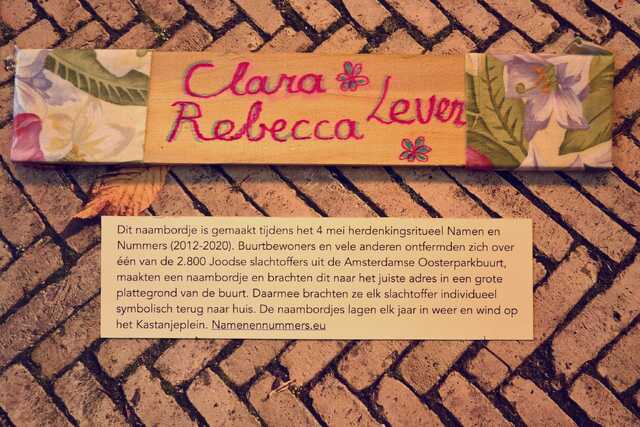 Clara Lever
Rebecca
Dit naambordje is gemaakt tijdens het 4 mei herdenkingsritueel Namen en
Nummers (2012-2020). Buurtbewoners en vele anderen ontfermden zich over
één van de 2.800 Joodse slachtoffers uit de Amsterdamse Oosterparkbuurt,
maakten een naambordje en brachten dit naar het juiste adres in een grote
plattegrond van de buurt. Daarmee brachten ze elk slachtoffer individueel
symbolisch terug naar huis. De naambordjes lagen elk jaar in weer en wind op
het Kastanjeplein. Namenennummers.eu